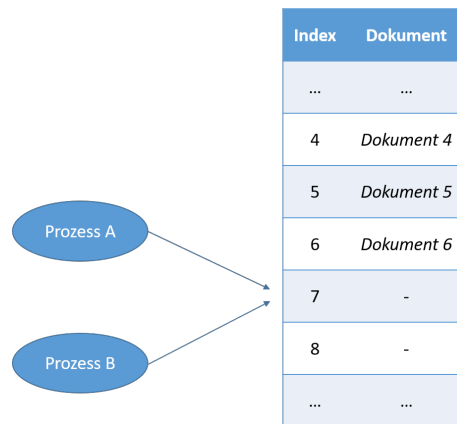 Index Dokument
... ...
4 Dokument 4
5 Dokument 5
6 Dokument 6
7 -
8 -
... ...
Prozess A
Prozess B